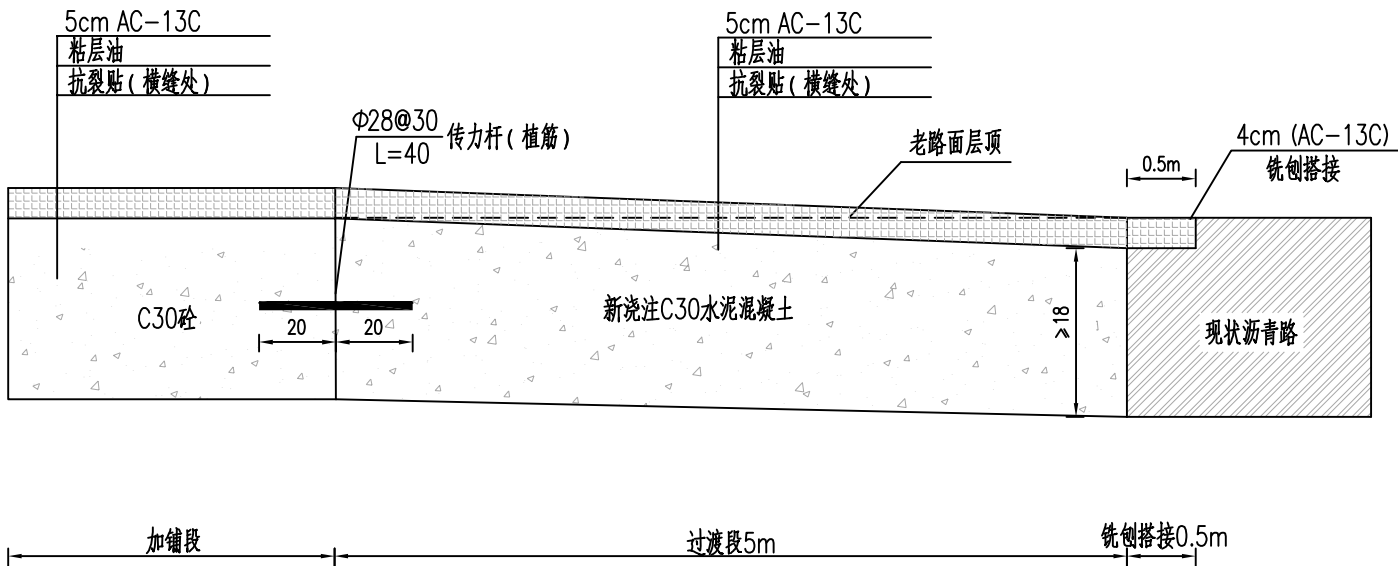 5cm AC-13C
粘层油
抗裂贴(横缝处)
5cm AC-13C
粘层油
抗裂贴(横缝处)
Φ28@30
L=40
传力杆(植筋)
老路面层顶
0.5m
4cm (AC-13C)
铣刨搭接
C30砼
20
20
新浇注C30水泥混凝土
≥18
现状沥青路
加铺段
过渡段5m
铣刨搭接0.5m